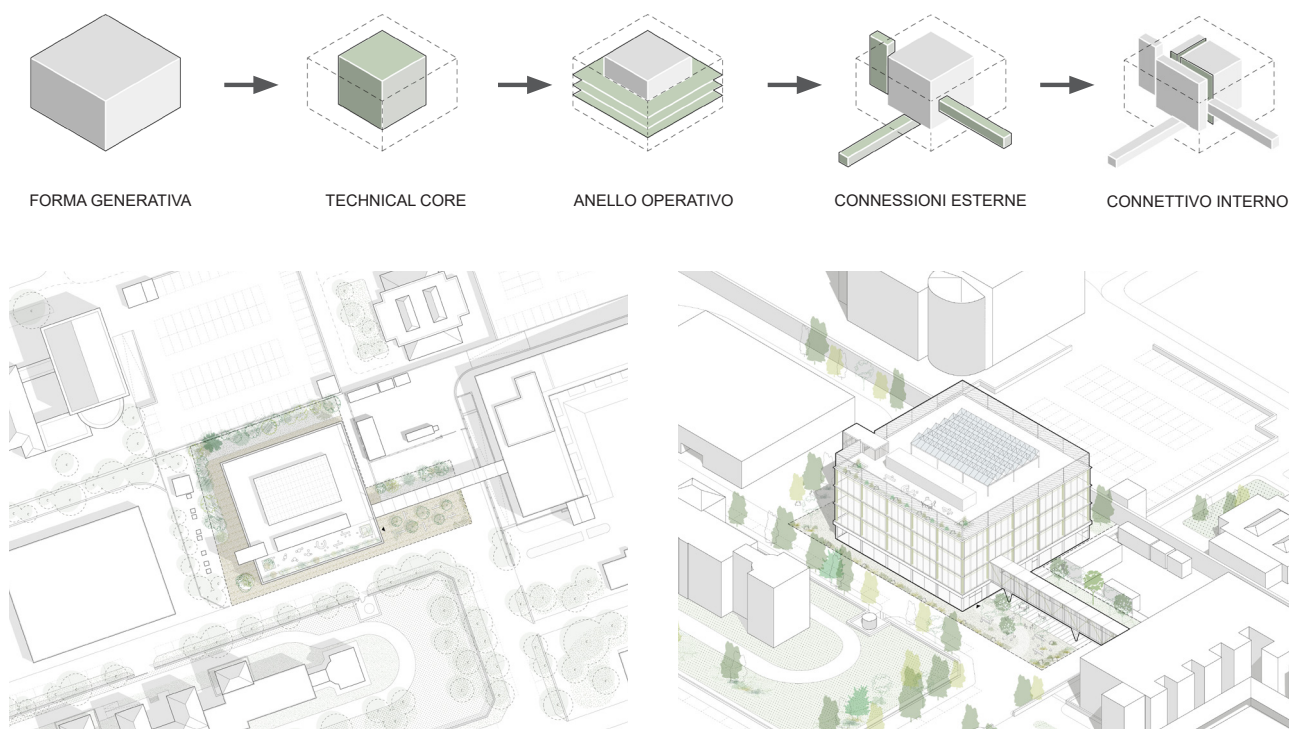 FORMA GENERATIVA
TECHNICAL CORE
ANELLO OPERATIVO
CONNESSIONI ESTERNE
CONNETTIVO INTERNO